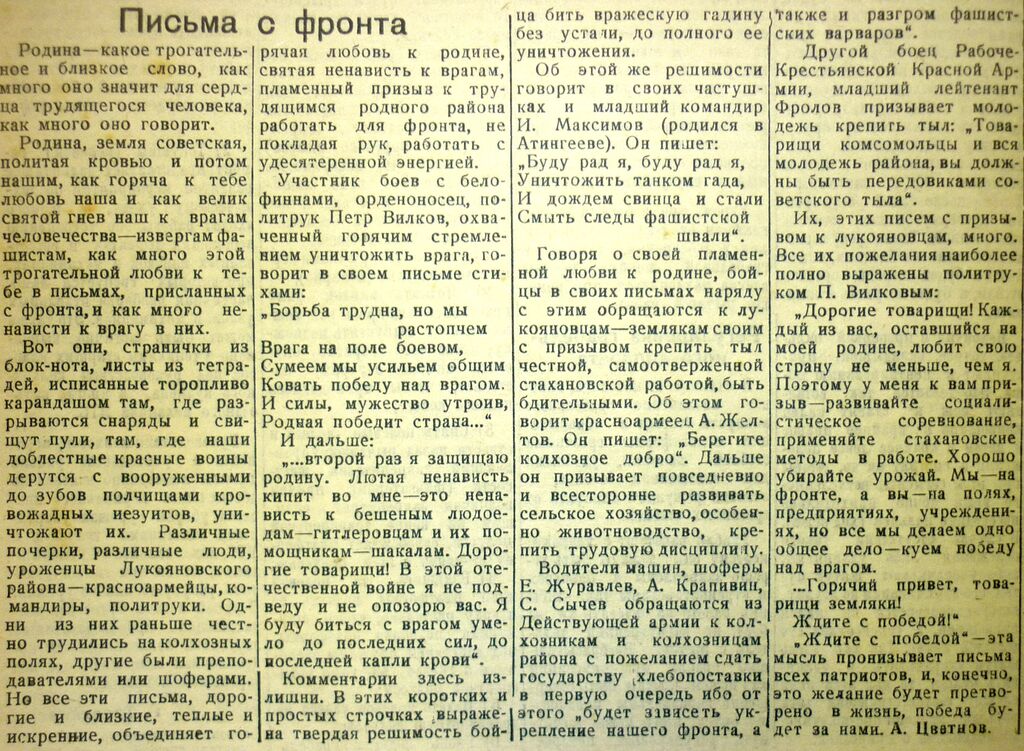 Письма с фронта
Родина—какое трогатель-
ное и близкое слово, как
много оно значит для серд-
ца трудящегося человека,
как много оно говорит.
Родина, земля советская,
политая кровью и потом
нашим, как горяча к тебе
любовь наша и как велик
святой гнев наш к врагам
человечества—извергам фа-
шистам, как много этой
трогательной любви к те-
бе в письмах, присланных
с фронта, и как много не-
нависти к врагу в них.
Вот они, странички из
блок-нота, листы из тетра-
дей, исписанные торопливо
карандашом там, где раз-
рываются снаряды и сви-
щут пули, там, где наши
доблестные красные воины
дерутся с вооруженными
до зубов полчищами кро-
вожадных иезуитов, уни-
чтожают их. Различные
почерки, различные люди,
уроженцы Лукояновского
района—красноармейцы, ко-
мандиры, политруки. Од-
ни из них раньше чест-
но трудились на колхозных
полях, другие были препо-
давателями или шоферами.
Но все эти письма, доро-
гие и близкие, теплые и
искренние, объединяет го-
рячая любовь к родине,
святая ненависть к врагам,
пламенный призыв к тру-
дящимся родного района
работать для фронта, не
покладая рук, работать с
удесятеренной энергией.
Участник боев с бело-
финнами, орденоносец, по-
литрук Петр Вилков, охва-
ченный горячим стремле-
нием уничтожить врага, го-
ворит в своем письме сти-
хами:
„Борьба трудна, но мы
растопчем
Врага на поле боевом,
Сумеем мы усильем общим
Ковать победу над врагом.
И силы, мужество утроив,
Родная победит страна..."
И дальше:
„...второй раз я защищаю
родину. Лютая ненависть
кипит во мне—это нена-
висть к бешеным людое-
дам—гитлеровцам и их по-
мощникам—шакалам. Доро-
гие товарищи! В этой оте-
чественной войне я не под-
веду и не опозорю вас. Я
буду биться с врагом уме-
ло до последних сил, до
последней капли крови".
Комментарии здесь из-
лишни. В этих коротких и
простых строчках выраже-
на твердая решимость бой-
ца бить вражескую гадину
без устали, до полного ее
уничтожения.
Об этой же решимости
говорит в своих частуш-
ках и младший командир
И. Максимов (родился в
Атингееве). Он пишет:
„Буду рад я, буду рад я,
Уничтожить танком гада,
И дождем свинца и стали
Смыть следы фашистской
швали".
Говоря о своей пламен-
ной любви к родине, бой-
цы в своих письмах наряду
с этим обращаются к лу-
кояновцам—землякам своим
с призывом крепить тыл
честной, самоотверженной
стахановской работой, быть
бдительными. Об этом го-
ворит красноармеец А. Жел-
тов. Он пишет: „Берегите
колхозное добро". Дальше
он призывает повседневно
и всесторонне развивать
сельское хозяйство, особен-
но животноводство, кре-
пить трудовую дисциплину.
Водители машин, шоферы
Е. Журавлев, А. Крапивин,
С. Сычев обращаются из
Действующей армии к кол-
хозникам и колхозницам
района с пожеланием сдать
государству хлебопоставки
в первую очередь ибо от
этого „будет зависеть ук-
репление нашего фронта, а
также и разгром фашист-
ских варваров".
Другой боец Рабоче-
Крестьянской Красной Ар-
мии, младший лейтенант
Фролов призывает моло-
дежь крепить тыл: „Това-
рищи комсомольцы и вся
молодежь района, вы долж-
ны быть передовиками со-
ветского тыла".
Их, этих писем с призы-
вом к лукояновцам, много.
Все их пожелания наиболее
полно выражены политру-
ком П. Вилковым:
„Дорогие товарищи! Каж-
дый из вас, оставшийся на
моей родине, любит свою
страну не меньше, чем я.
Поэтому у меня к вам при-
зыв—развивайте социали-
стическое соревнование,
применяйте стахановские
методы в работе. Хорошо
убирайте урожай. Мы—на
фронте, а вы—на полях,
предприятиях, учреждени-
ях, но все мы делаем одно
общее дело—куем победу
над врагом.
...Горячий привет, това-
рищи земляки!
Ждите с победой!"
„Ждите с победой"—эта
мысль пронизывает письма
всех патриотов, и, конечно,
это желание будет претво-
рено в жизнь, победа бу-
дет за нами. А. Цветнов.